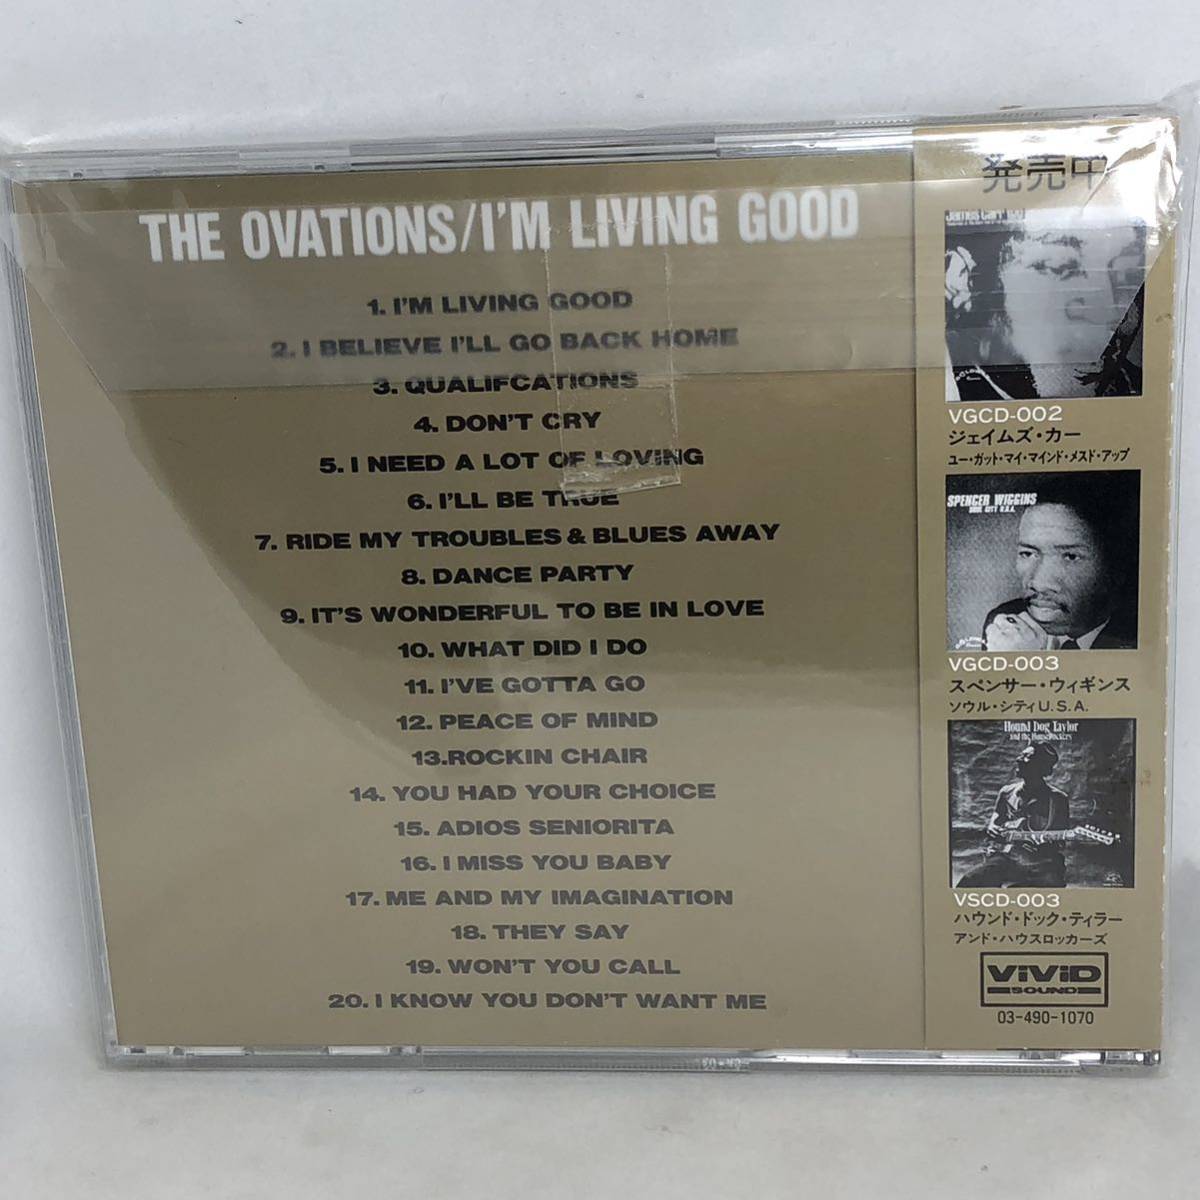 THE OVATIONS/I'M LIVING GOOD
1. I'M LIVING GOOD
2. I BELIEVE I'LL GO BACK HOME
3. QUALIFCATIONS
4. DON'T CRY
5. I NEED A LOT OF LOVING
6. I'LL BE TRUE
7. RIDE MY TROUBLES & BLUES AWAY
8. DANCE PARTY
9. IT'S WONDERFUL TO BE IN LOVE
10. WHAT DID I DO
11. I'VE GOTTA GO
12. PEACE OF MIND
13.ROCKIN CHAIR
14. YOU HAD YOUR CHOICE
15. ADIOS SENIORITA
16. I MISS YOU BABY
17. ME AND MY IMAGINATION
18. THEY SAY
19. WON'T YOU CALL
20. I KNOW YOU DON'T WANT ME
発売中
James Carr
VGCD-002
ジェイムズ・カー
ユー・ガット・マイ・マインド・メスド・アップ
SPENCER WIGGINS
SOUL CITY U.S.A.
VGCD-003
スペンサー・ウィギンス
ソウル・シティU.S.A.
Hound Dog Taylor
and the HouseRockers
VSCD-003
ハウンド・ドック・ティラー
アンド・ハウスロッカーズ
ViViD
SOUND
03-490-1070